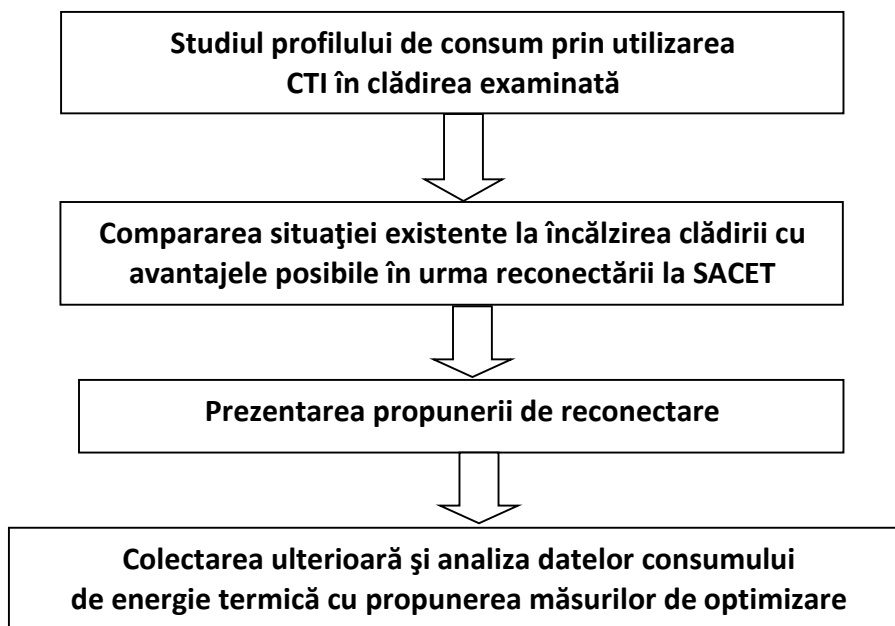 Studiul profilului de consum prin utilizarea
CTI în clădirea examinată
Compararea situaţiei existente la încălzirea clădirii cu
avantajele posibile în urma reconectării la SACET
Prezentarea propunerii de reconectare
Colectarea ulterioară şi analiza datelor consumului
de energie termică cu propunerea măsurilor de optimizare